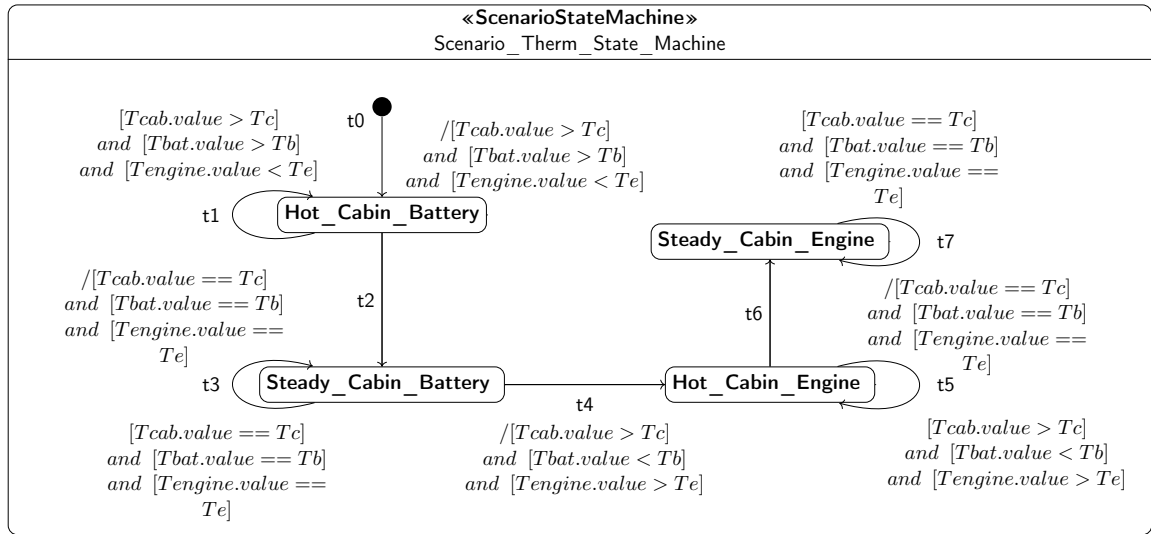 «ScenarioStateMachine»
Scenario_Therm_State_Machine
[Tcab.value > Tc]
and [Tbat.value > Tb]
and [Tengine.value < Te]
t0
/[Tcab.value > Tc]
and [Tbat.value > Tb]
and [Tengine.value < Te]
[Tcab.value == Tc]
and [Tbat.value == Tb]
and [Tengine.value ==
Te]
t1
Hot_Cabin_Battery
Steady_Cabin_Engine
t7
/[Tcab.value == Tc]
and [Tbat.value == Tb]
and [Tengine.value ==
Te]
t2
t6
/[Tcab.value == Tc]
and [Tbat.value == Tb]
and [Tengine.value ==
Te]
t3
Steady_Cabin_Battery
t4
Hot_Cabin_Engine
t5
[Tcab.value == Tc]
and [Tbat.value == Tb]
and [Tengine.value ==
Te]
/[Tcab.value > Tc]
and [Tbat.value < Tb]
and [Tengine.value > Te]
[Tcab.value > Tc]
and [Tbat.value < Tb]
and [Tengine.value > Te]